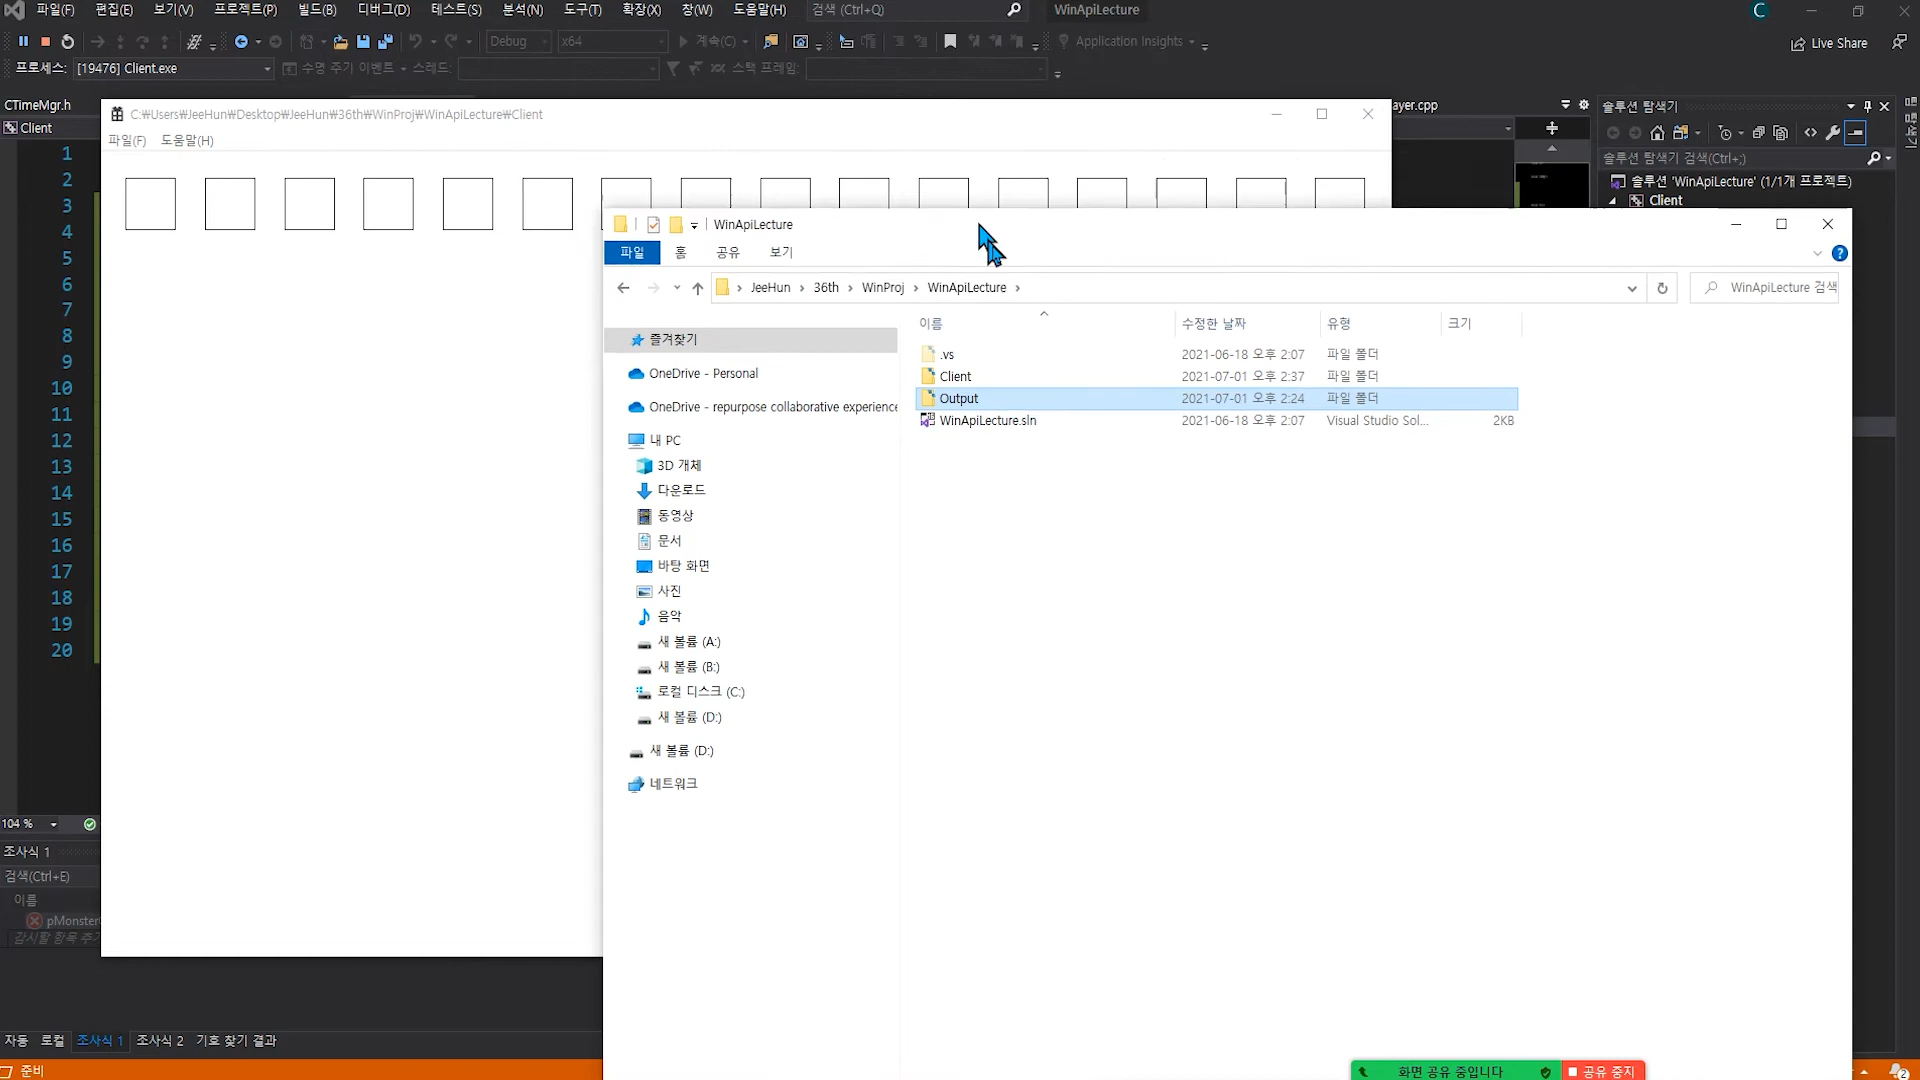 파일(F) 편집(E) 보기(V) 프로젝트(P) 빌드(B) 디버그(D) 테스트(S) 분석(N) 도구(T) 확장(X) 창(W) 도움말(H) 검색 (Ctrl+Q) WinApiLecture
C
Debug x64 계속(C) Application Insights Live Share
프로세스: [19476] Client.exe 수명 주기 이벤트 스레드: 스택 프레임:
CTimeMgr.h
Client
C:₩Users₩JeeHun₩Desktop₩JeeHun₩36th₩WinProj₩WinApiLecture₩Client
파일(F) 도움말(H)
ayer.cpp
솔루션 탐색기
솔루션 탐색기 검색(Ctrl+;)
솔루션 'WinApiLecture' (1/1개 프로젝트)
Client
1
2
3
4
5
6
7
8
9
10
11
12
13
14
15
16
17
18
19
20
WinApiLecture
파일 홈 공유 보기
JeeHun › 36th › WinProj › WinApiLecture ›
WinApiLecture 검색
이름 수정한 날짜 유형 크기
.vs 2021-06-18 오후 2:07 파일 폴더
Client 2021-07-01 오후 2:37 파일 폴더
Output 2021-07-01 오후 2:24 파일 폴더
WinApiLecture.sln 2021-06-18 오후 2:07 Visual Studio Sol... 2KB
즐겨찾기
OneDrive - Personal
OneDrive - repurpose collaborative experience
내 PC
3D 개체
다운로드
동영상
문서
바탕 화면
사진
음악
새 볼륨 (A:)
새 볼륨 (B:)
로컬 디스크 (C:)
새 볼륨 (D:)
새 볼륨 (D:)
네트워크
104 %
조사식 1
검색(Ctrl+E)
이름
pMonster
감시할 항목 추가
자동 로컬 조사식 1 조사식 2 기호 찾기 결과
준비
화면 공유 중입니다 공유 중지
2